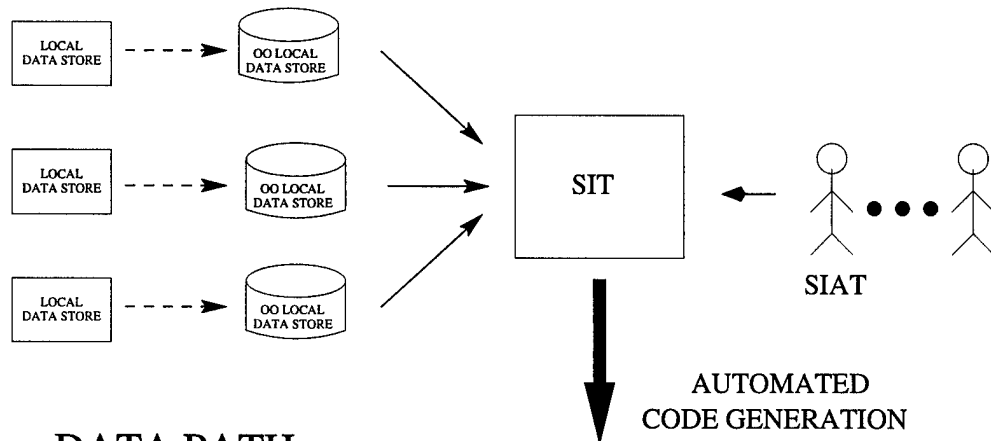 LOCAL
DATA STORE
OO LOCAL
DATA STORE
LOCAL
DATA STORE
OO LOCAL
DATA STORE
SIT
SIAT
LOCAL
DATA STORE
OO LOCAL
DATA STORE
AUTOMATED
CODE GENERATION
DATA PATH